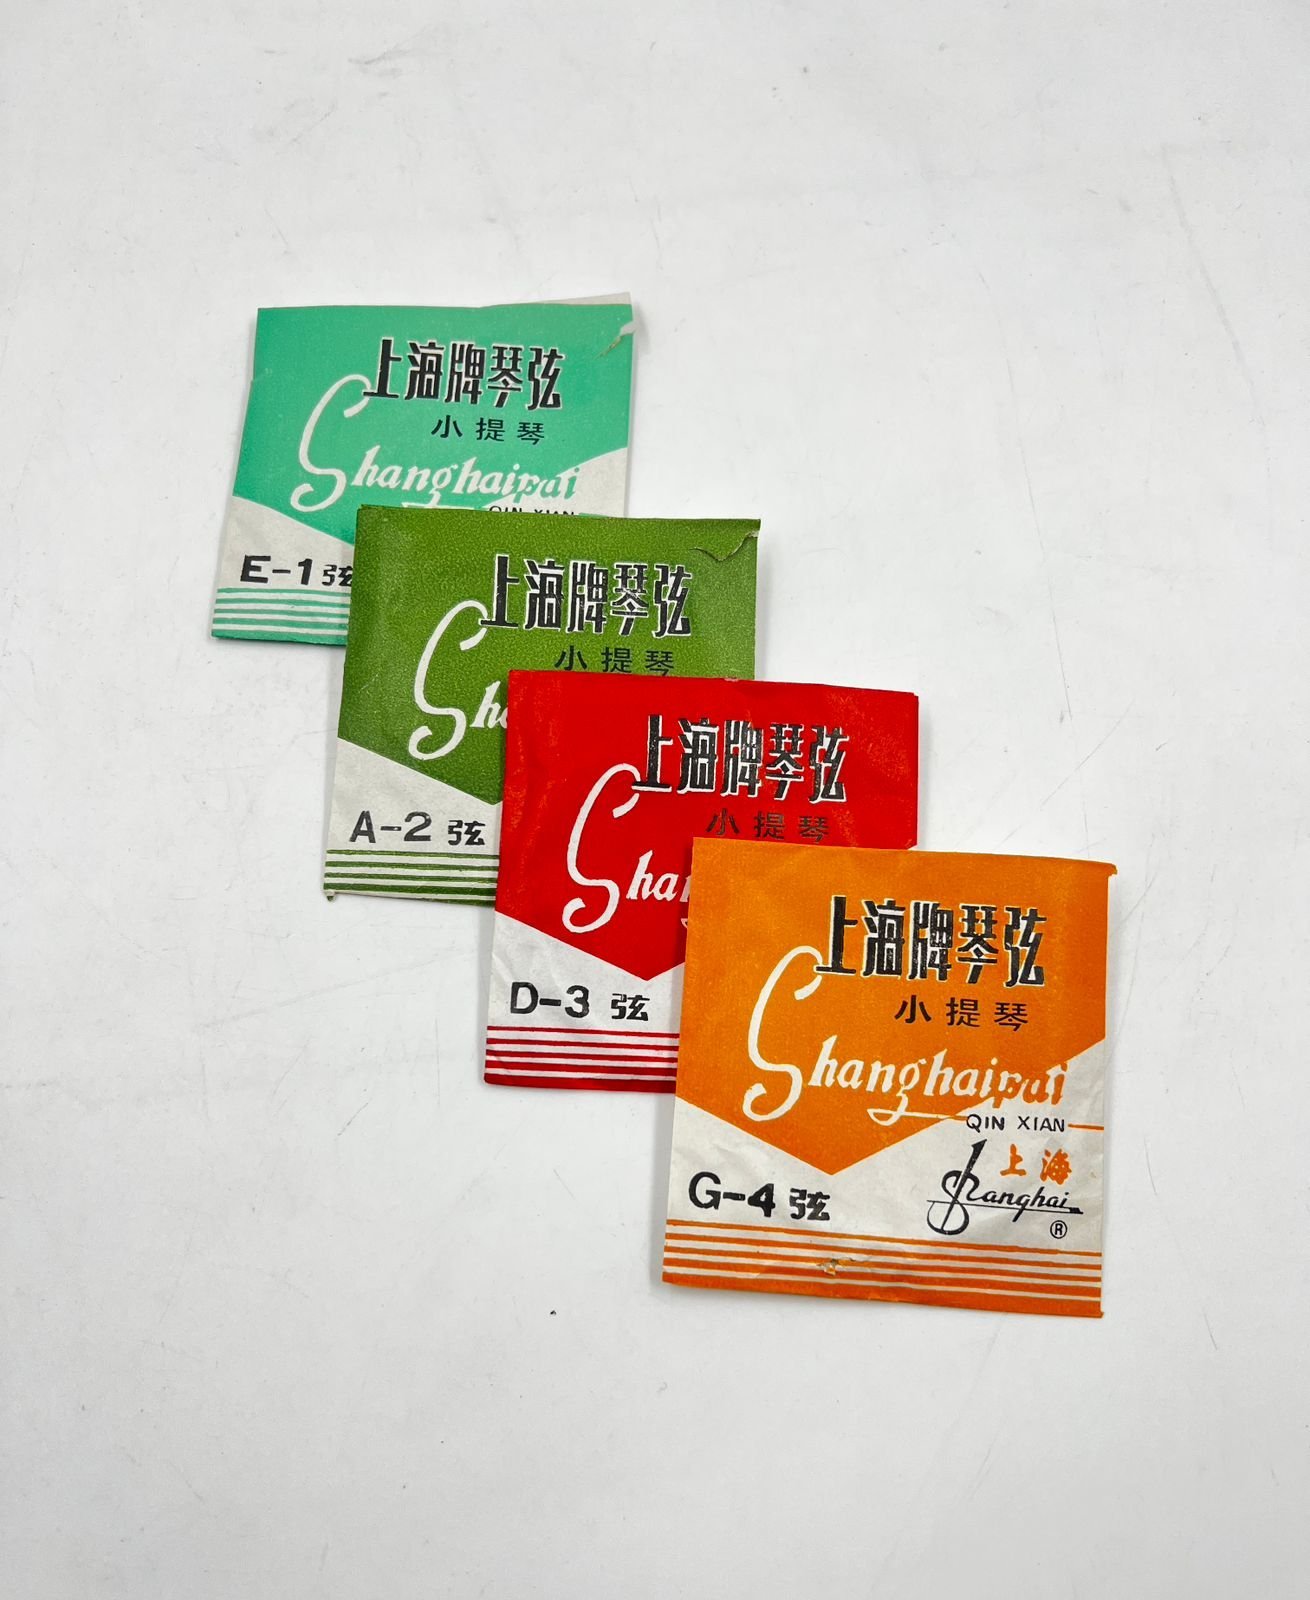 上海牌琴弦
小提琴
Shanghaipai
QIN XIAN
E-1弦
上海牌琴弦
小提琴
A-2 弦
上海牌琴弦
小提琴
D-3 弦
上海牌琴弦
小提琴
Shanghaipai
QIN XIAN
上海
Shanghai
®
G-4 弦